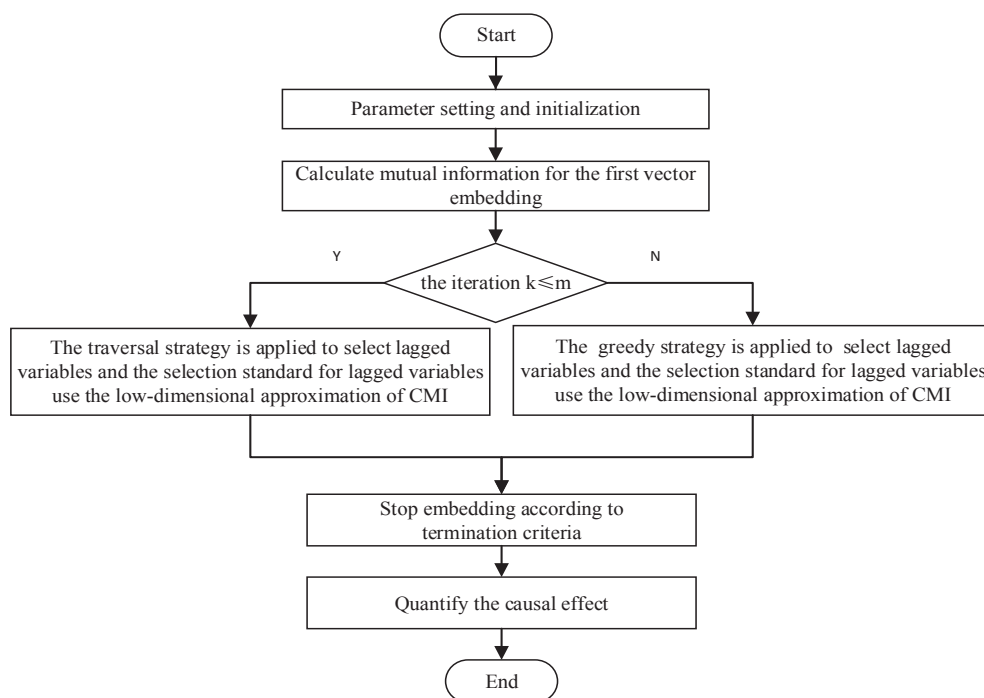 Start
Parameter setting and initialization
Calculate mutual information for the first vector
embedding
Y
N
the iteration k⩽m
The traversal strategy is applied to select lagged
variables and the selection standard for lagged variables
use the low-dimensional approximation of CMI
The greedy strategy is applied to select lagged
variables and the selection standard for lagged variables
use the low-dimensional approximation of CMI
Stop embedding according to
termination criteria
Quantify the causal effect
End